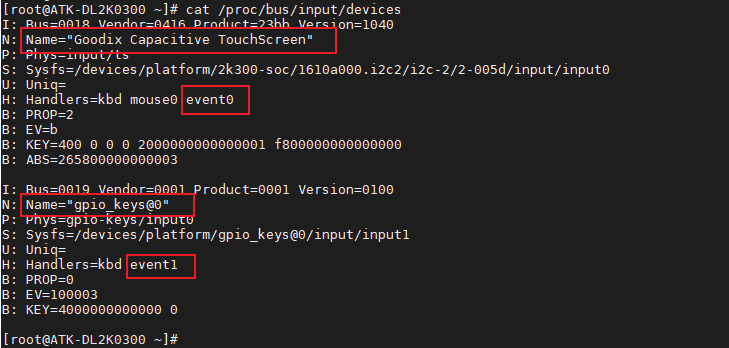 [root@ATK-DL2K0300 ~]# cat /proc/bus/input/devices
I: Bus=0018 Vendor=0416 Product=23bb Version=1040
N: Name="Goodix Capacitive TouchScreen"
P: Phys=input/ts
S: Sysfs=/devices/platform/2k300-soc/1610a000.i2c2/i2c-2/2-005d/input/input0
U: Uniq=
H: Handlers=kbd mouse0 event0
B: PROP=2
B: EV=b
B: KEY=400 0 0 0 2000000000000001 f800000000000000
B: ABS=265800000000003
I: Bus=0019 Vendor=0001 Product=0001 Version=0100
N: Name="gpio_keys@0"
P: Phys=gpio-keys/input0
S: Sysfs=/devices/platform/gpio_keys@0/input/input1
U: Uniq=
H: Handlers=kbd event1
B: PROP=0
B: EV=100003
B: KEY=4000000000000 0
[root@ATK-DL2K0300 ~]#